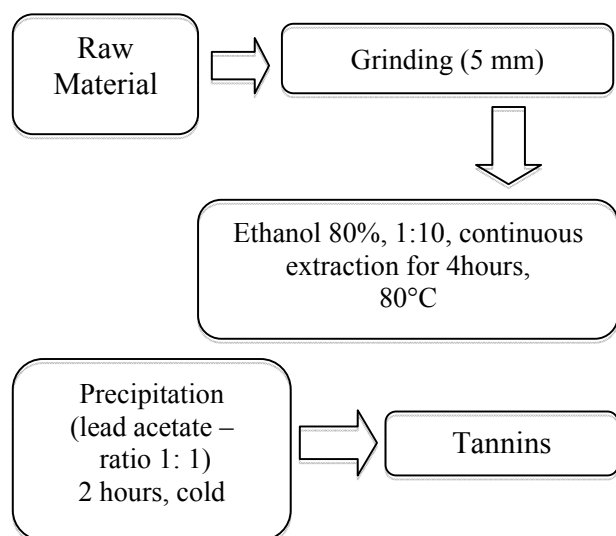 Raw
Material
Grinding (5 mm)
Ethanol 80%, 1:10, continuous
extraction for 4hours,
80°C
Precipitation
(lead acetate –
ratio 1: 1)
2 hours, cold
Tannins